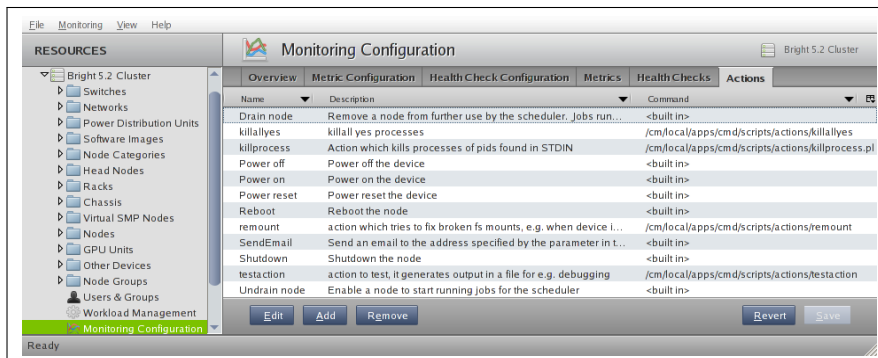 File Monitoring View Help
RESOURCES
Bright 5.2 Cluster
Switches
Networks
Power Distribution Units
Software Images
Node Categories
Head Nodes
Racks
Chassis
Virtual SMP Nodes
Nodes
GPU Units
Other Devices
Node Groups
Users & Groups
Workload Management
Monitoring Configuration
Monitoring Configuration Bright 5.2 Cluster
Overview Metric Configuration Health Check Configuration Metrics Health Checks Actions
Name Description Command
Drain node Remove a node from further use by the scheduler. Jobs run... <built in>
killallyes killall yes processes /cm/local/apps/cmd/scripts/actions/killallyes
killprocess Action which kills processes of pids found in STDIN /cm/local/apps/cmd/scripts/actions/killprocess.pl
Power off Power off the device <built in>
Power on Power on the device <built in>
Power reset Power reset the device <built in>
Reboot Reboot the node <built in>
remount action which tries to fix broken fs mounts, e.g. when device i... /cm/local/apps/cmd/scripts/actions/remount
SendEmail Send an email to the address specified by the parameter in t... <built in>
Shutdown Shutdown the node <built in>
testaction action to test, it generates output in a file for e.g. debugging /cm/local/apps/cmd/scripts/actions/testaction
Undrain node Enable a node to start running jobs for the scheduler <built in>
Edit Add Remove Revert Save
Ready